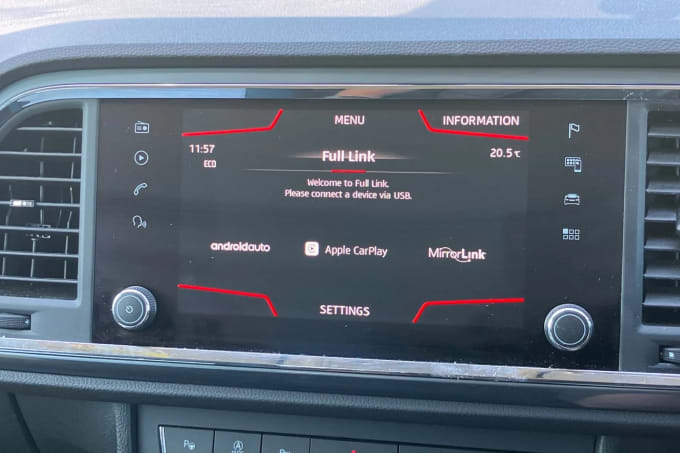 MENU
INFORMATION
11:57
Full Link
20.5℃
ECO
Welcome to Full Link.
Please connect a device via USB.
androidauto
Apple CarPlay
MirrorLink
SETTINGS
P
A